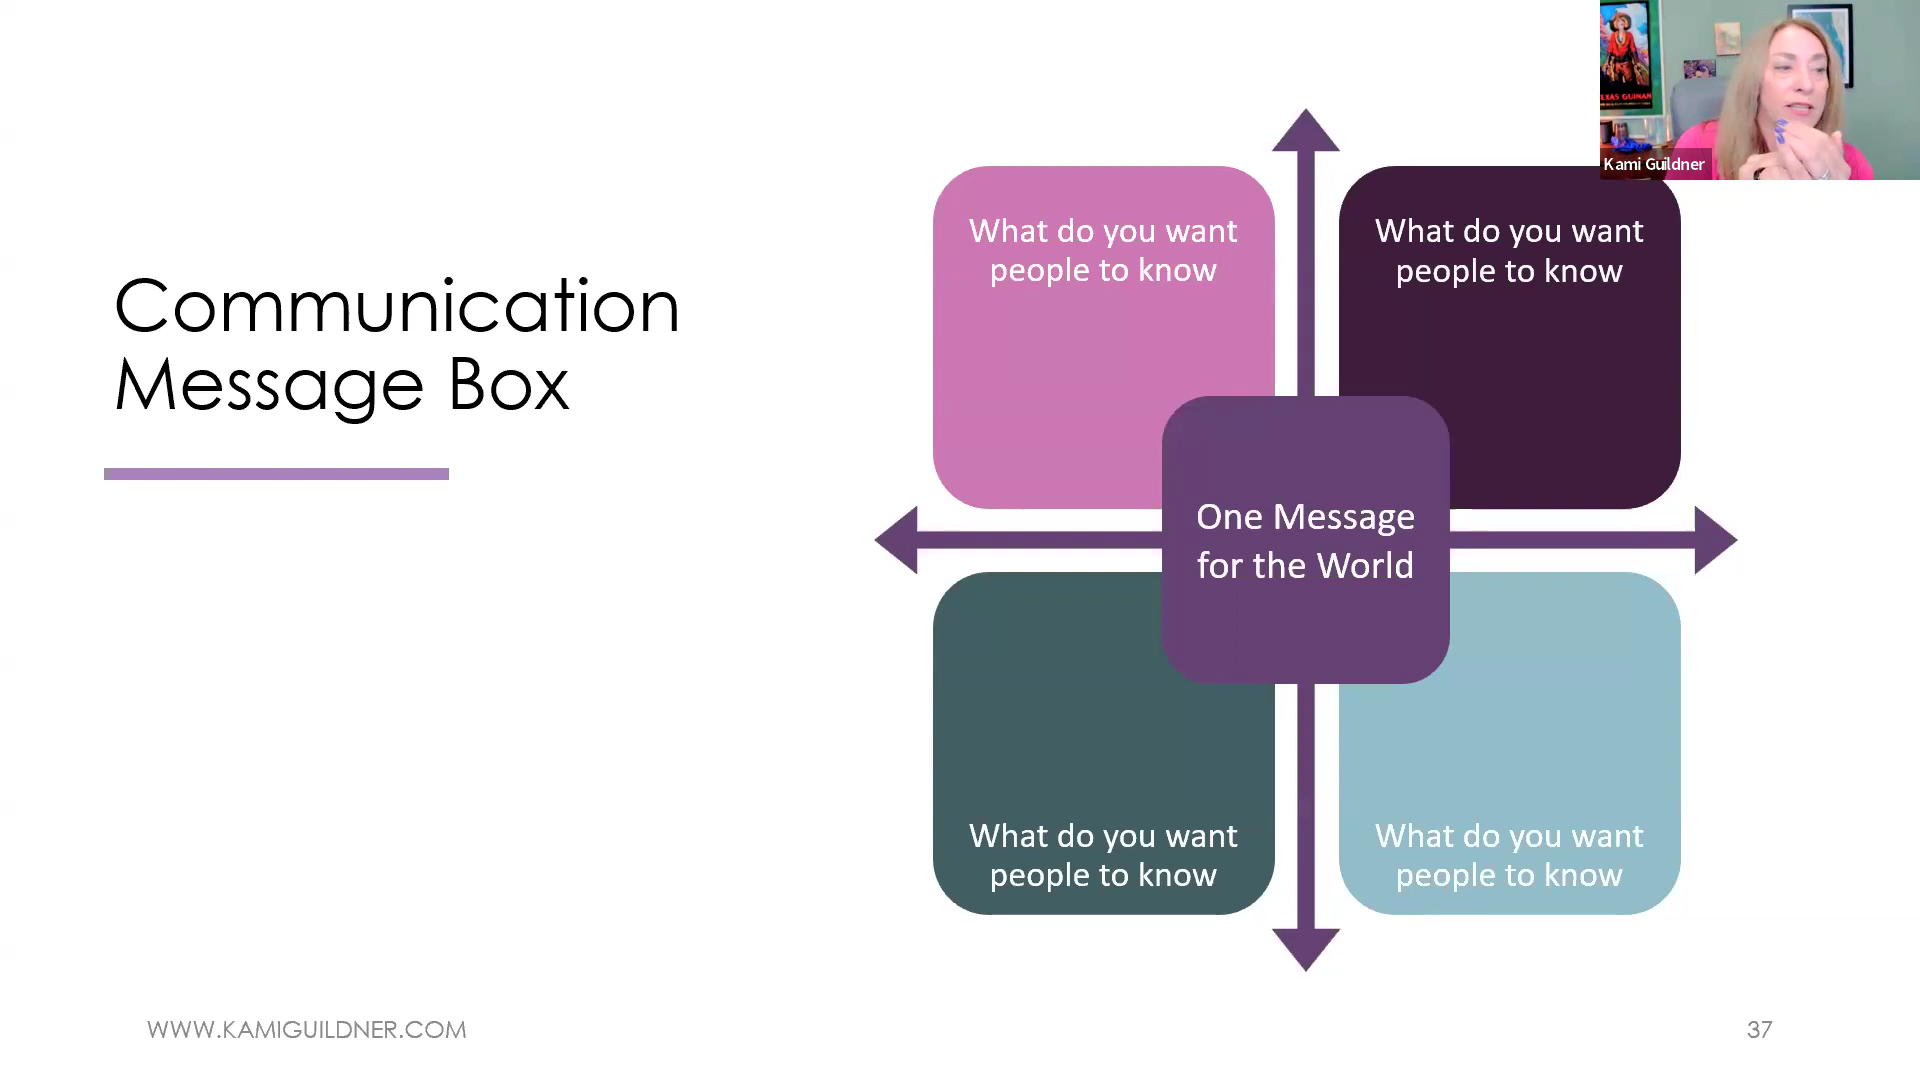 Communication
Message Box
What do you want
people to know
What do you want
people to know
One Message
for the World
What do you want
people to know
What do you want
people to know
WWW.KAMIGUILDNER.COM
37
Kami Guildner
TEXAS GUINAN